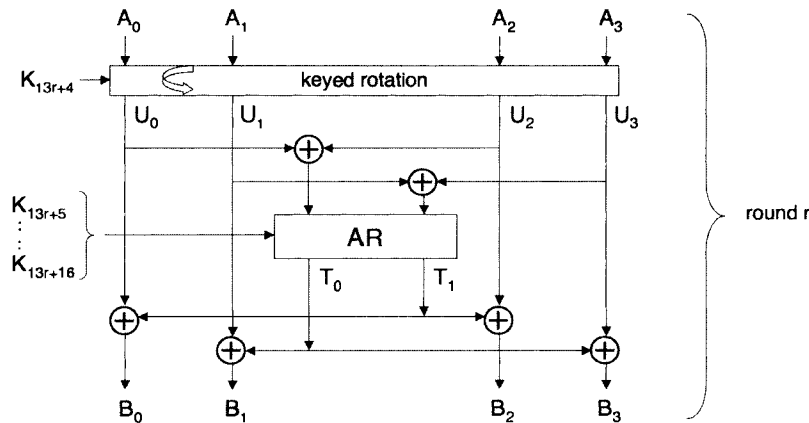 A₀ A₁ A₂ A₃
K₁₃ᵣ₊₄ keyed rotation
U₀ U₁ U₂ U₃
K₁₃ᵣ₊₅
⋮
K₁₃ᵣ₊₁₆
AR
round r
T₀ T₁
B₀ B₁ B₂ B₃